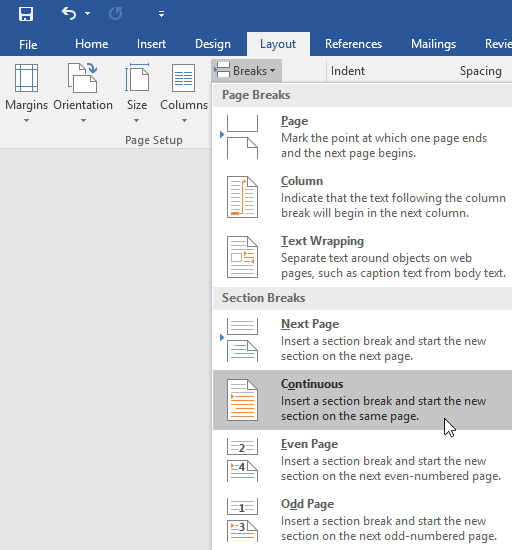 File Home Insert Design Layout References Mailings Revie
Margins Orientation Size Columns
Page Setup
Breaks Indent Spacing
Page Breaks
Page
Mark the point at which one page ends
and the next page begins.
Column
Indicate that the text following the column
break will begin in the next column.
Text Wrapping
Separate text around objects on web
pages, such as caption text from body text.
Section Breaks
Next Page
Insert a section break and start the new
section on the next page.
Continuous
Insert a section break and start the new
section on the same page.
2
4
Even Page
Insert a section break and start the new
section on the next even-numbered page.
1
3
Odd Page
Insert a section break and start the new
section on the next odd-numbered page.